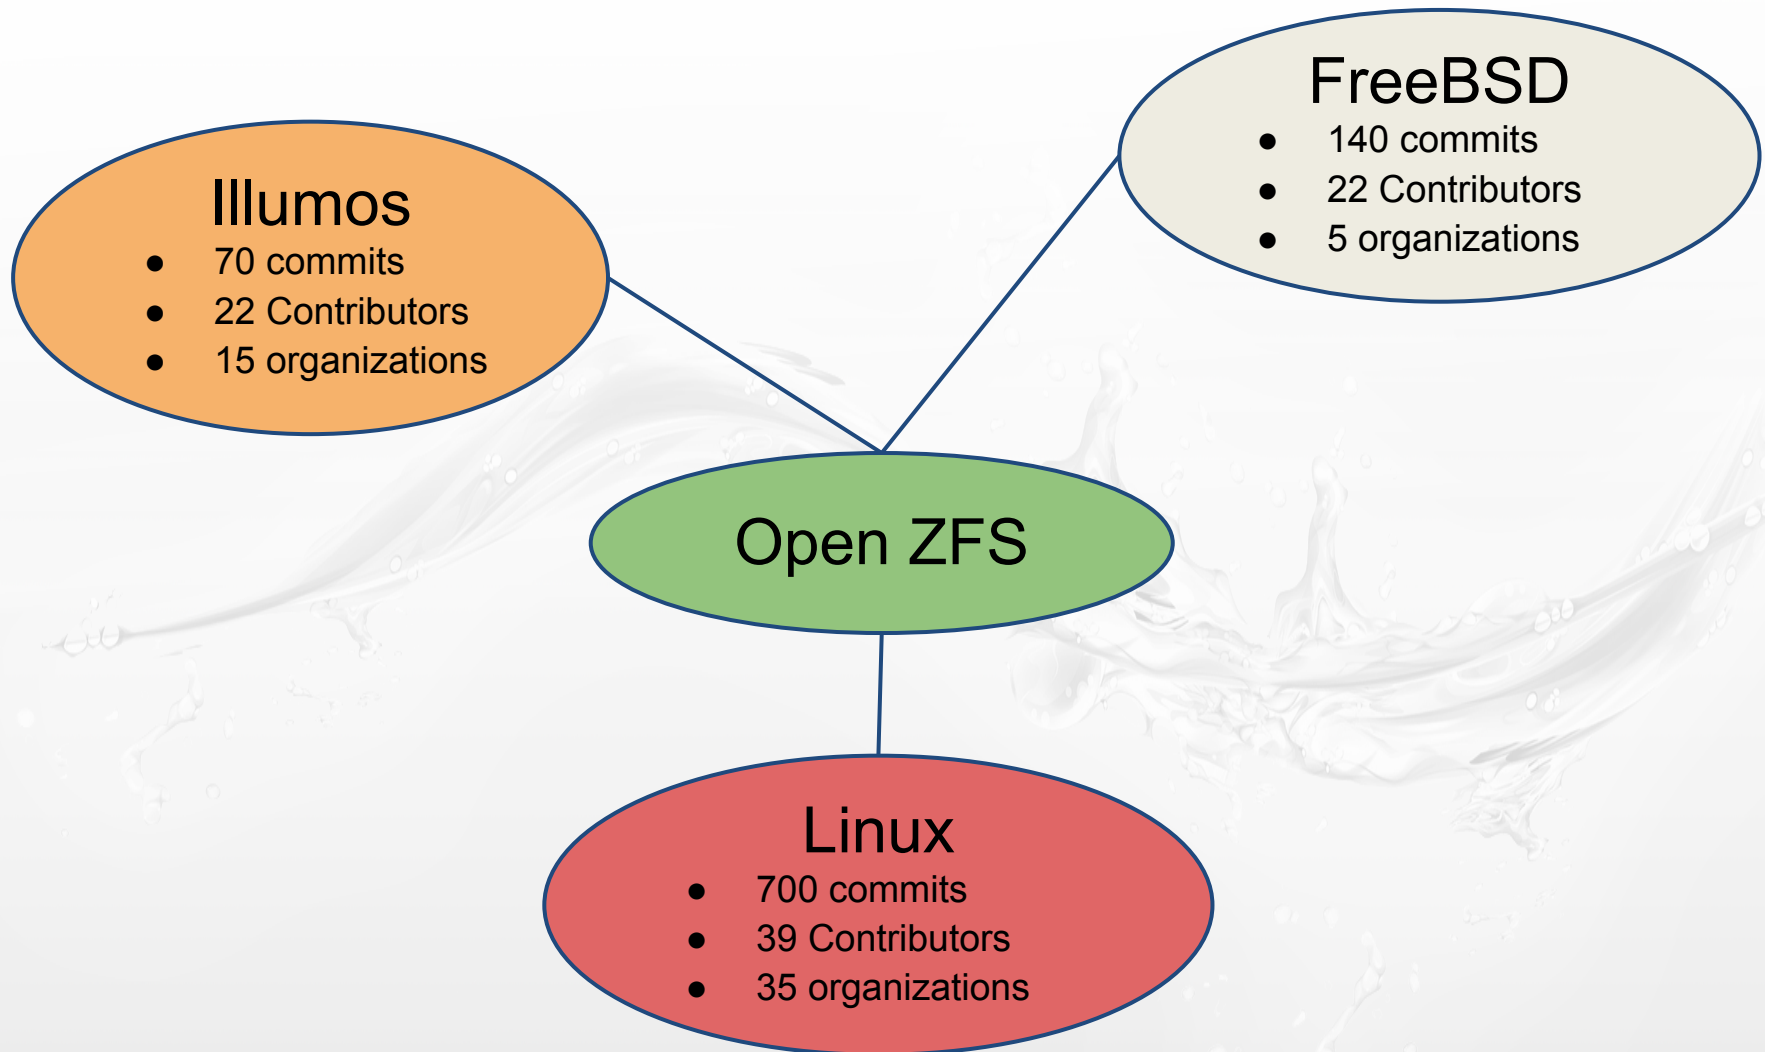 FreeBSD
● 140 commits
● 22 Contributors
● 5 organizations
Illumos
● 70 commits
● 22 Contributors
● 15 organizations
Open ZFS
Linux
● 700 commits
● 39 Contributors
● 35 organizations